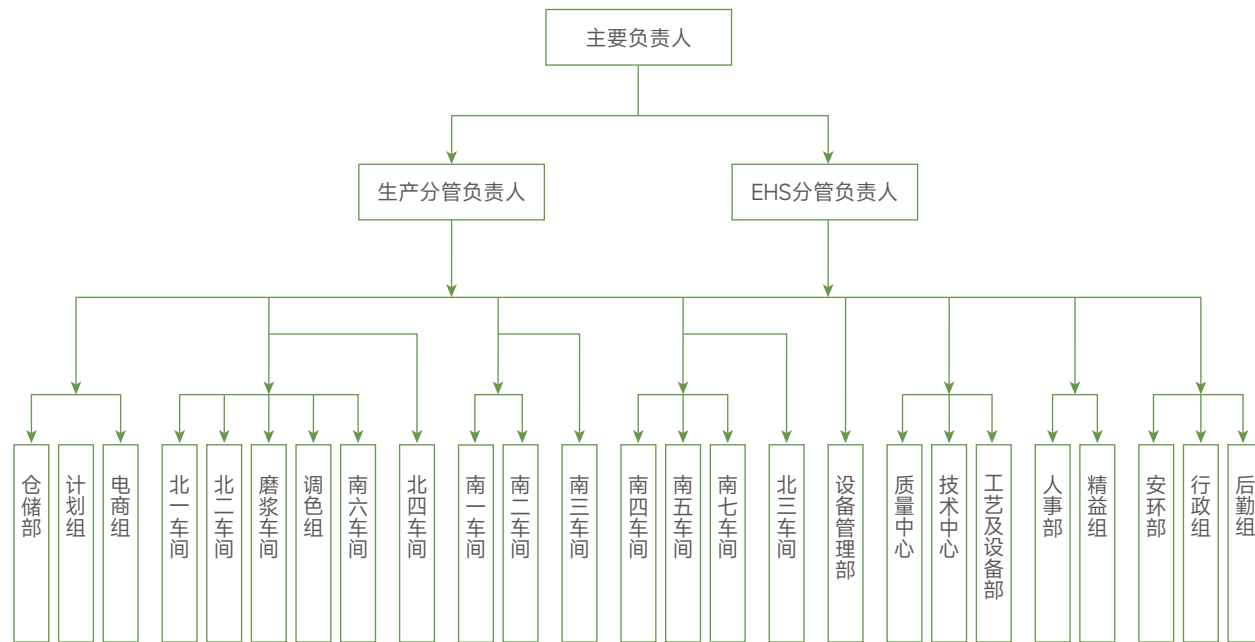 主要负责人
生产分管负责人
EHS分管负责人
仓储部
计划组
电商组
北一车间
北二车间
磨浆车间
调色组
南六车间
北四车间
南一车间
南二车间
南三车间
南四车间
南五车间
南七车间
北三车间
设备管理部
质量中心
技术中心
工艺及设备部
人事部
精益组
安环部
行政组
后勤组